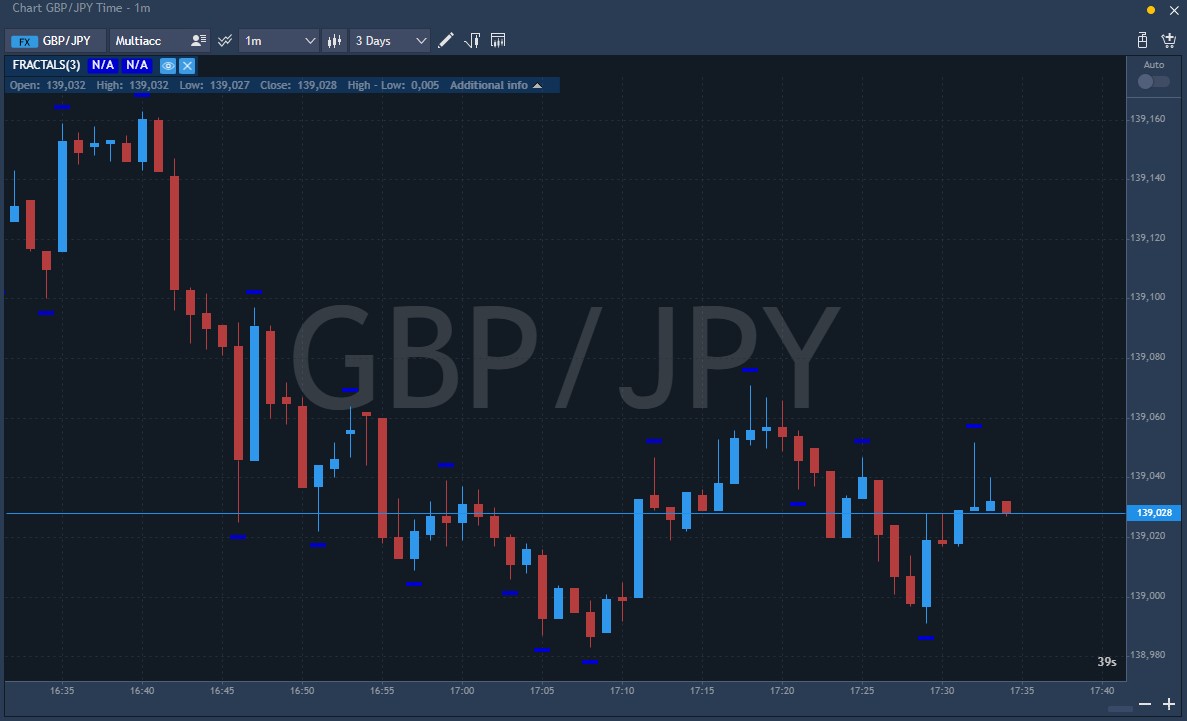 Chart GBP/JPY Time - 1m
FX GBP/JPY Multiacc 1m 3 Days
FRACTALS(3) N/A N/A
Auto
Open: 139,032 High: 139,032 Low: 139,027 Close: 139,028 High - Low: 0,005 Additional info
139,160
139,140
139,120
139,100
GBP/JPY
139,080
139,060
139,040
139,028
139,020
139,000
138,980
39s
16:35 16:40 16:45 16:50 16:55 17:00 17:05 17:10 17:15 17:20 17:25 17:30 17:35 17:40